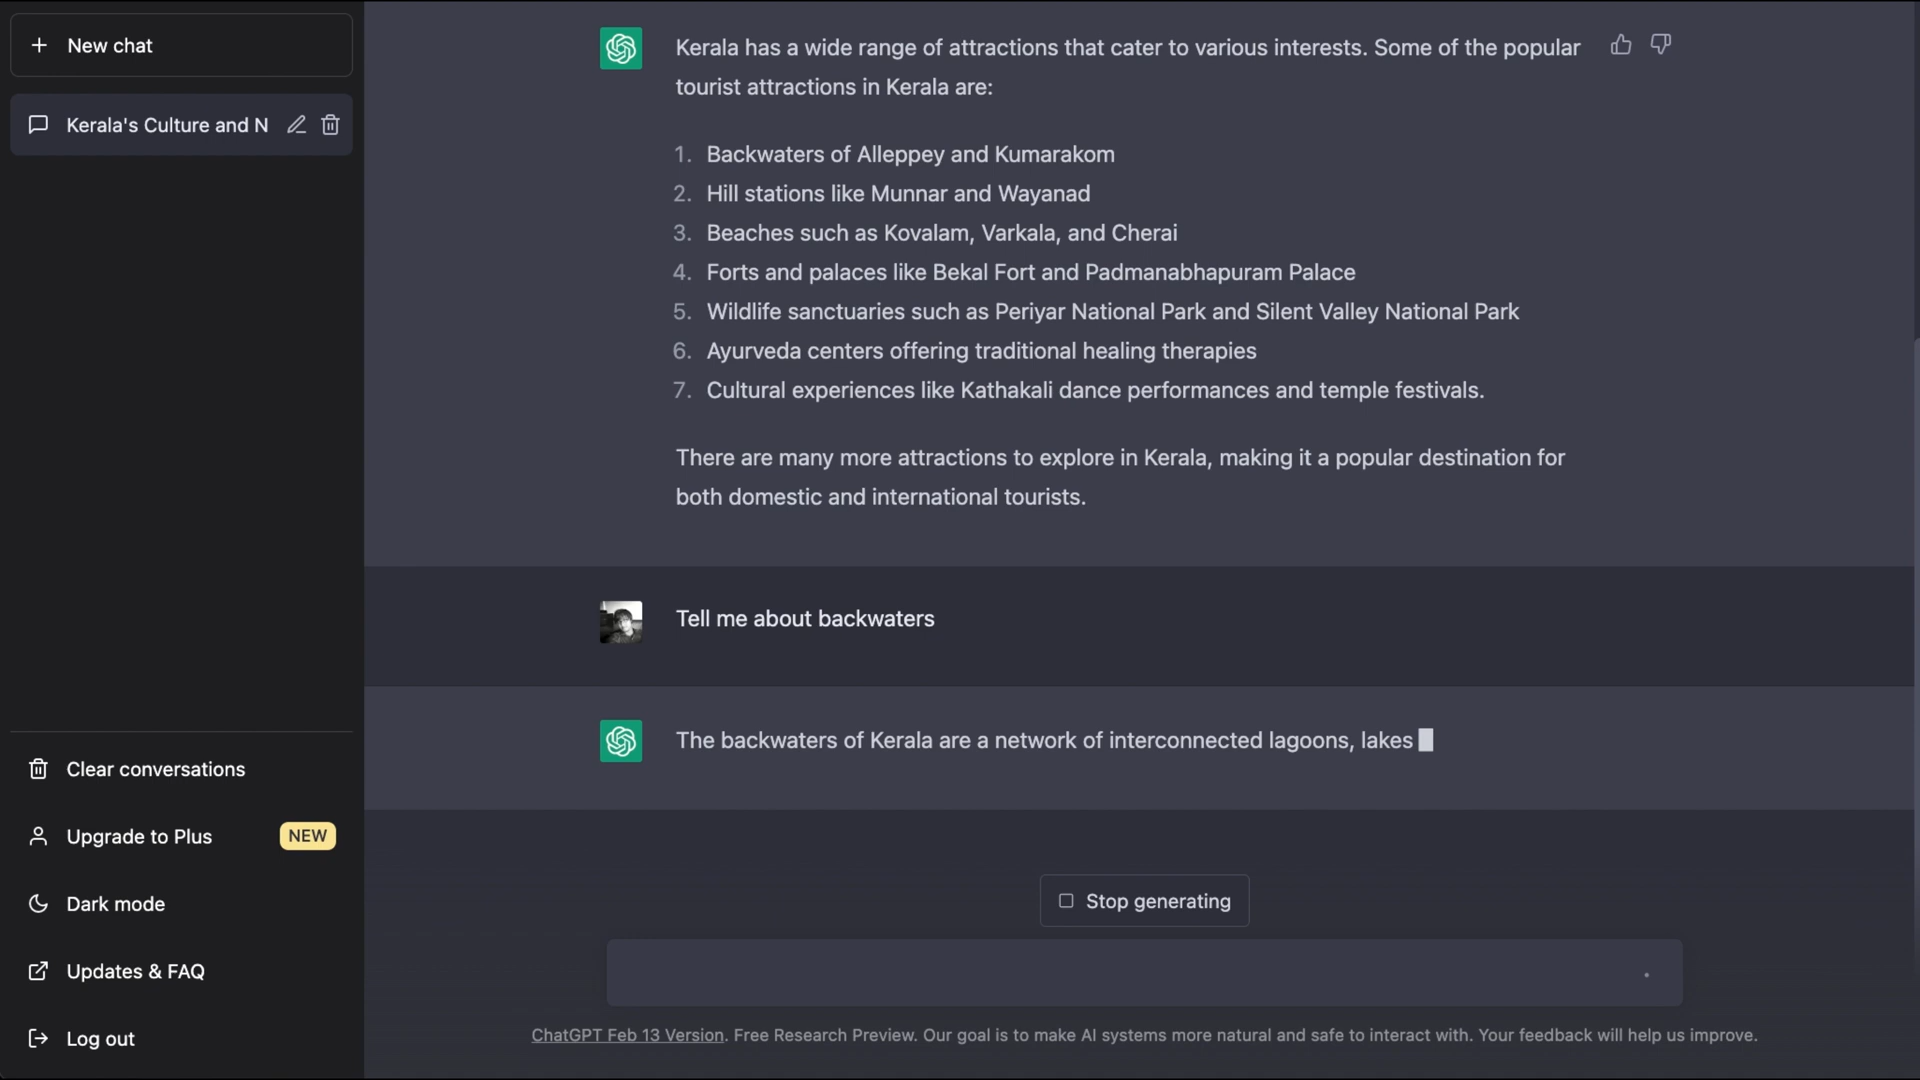 New chat
Kerala's Culture and N
Clear conversations
Upgrade to Plus NEW
Dark mode
Updates & FAQ
Log out
Kerala has a wide range of attractions that cater to various interests. Some of the popular
tourist attractions in Kerala are:
1. Backwaters of Alleppey and Kumarakom
2. Hill stations like Munnar and Wayanad
3. Beaches such as Kovalam, Varkala, and Cherai
4. Forts and palaces like Bekal Fort and Padmanabhapuram Palace
5. Wildlife sanctuaries such as Periyar National Park and Silent Valley National Park
6. Ayurveda centers offering traditional healing therapies
7. Cultural experiences like Kathakali dance performances and temple festivals.
There are many more attractions to explore in Kerala, making it a popular destination for
both domestic and international tourists.
Tell me about backwaters
The backwaters of Kerala are a network of interconnected lagoons, lakes
Stop generating
ChatGPT Feb 13 Version. Free Research Preview. Our goal is to make AI systems more natural and safe to interact with. Your feedback will help us improve.